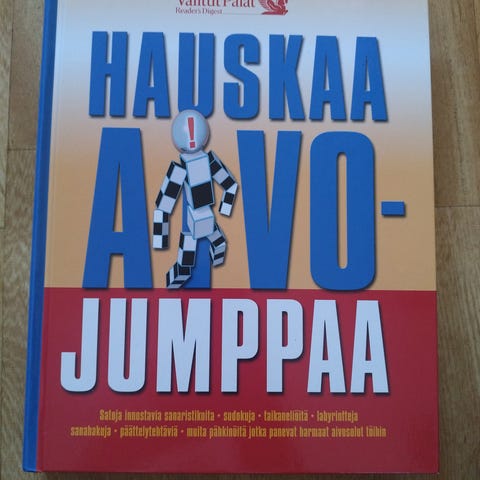 Valitut Palat
Reader's Digest
HAUSKAA
AIVO-
!
JUMPPAA
Satoja innostavia sanaristikoita • sudokuja • taikaneliöitä • labyrintteja
sanahakuja • päättelytehtäviä • muita pähkinöitä jotka panevat harmaat aivosolut töihin